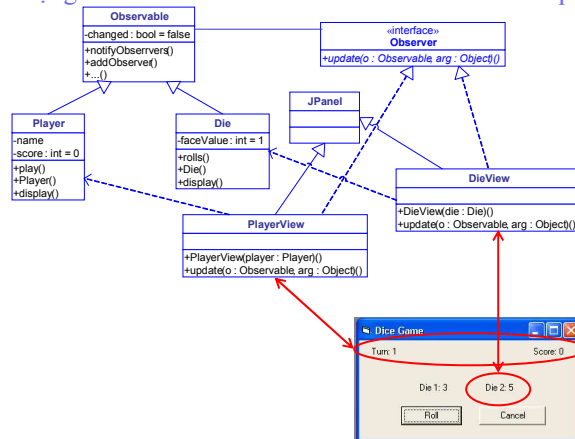 Observable
-changed : bool = false
+notifyObserrvers()
+addObserver()
+...()
«interface»
Observer
+update(o : Observable, arg : Object)()
JPanel
Player
-name
-score : int = 0
+play()
+Player()
+display()
Die
-faceValue : int = 1
+rolls()
+Die()
+display()
DieView
+DieView(die : Die)()
+update(o : Observable, arg : Object)()
PlayerView
+PlayerView(player : Player)()
+update(o : Observable, arg : Object)()
Dice Game
Turn: 1 Score: 0
Die 1: 3 Die 2: 5
Roll Cancel